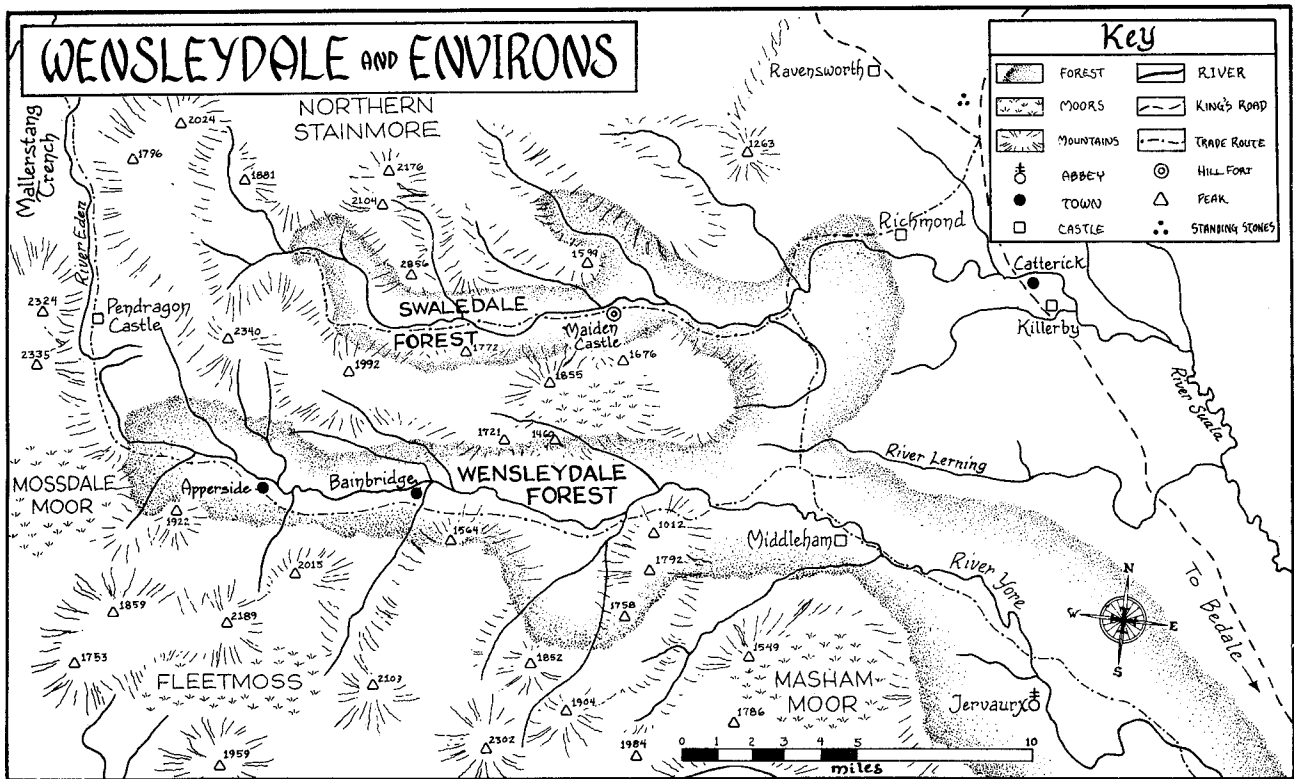 WENSLEYDALE AND ENVIRONS
Key
FOREST
RIVER
MOORS
KING'S ROAD
MOUNTAINS
TRADE ROUTE
ABBEY
HILL FORT
TOWN
PEAK
CASTLE
STANDING STONES
Mallerstang
Trench
River Eden
NORTHERN
STAINMORE
Ravensworth
2024
1796
1881
2176
2104
1263
2856
1599
Richmond
Catterick
Killerby
River Swala
2324
2335
Pendragon
Castle
2340
SWALEDALE
FOREST
Maiden
Castle
1772
1992
1855
1676
1721
1460
MOSSDALE
MOOR
Apperside
Bainbridge
WENSLEYDALE
FOREST
River Lerning
1922
1564
1012
Middleham
1792
River Yore
2015
1859
2189
1758
1753
FLEETMOSS
2103
1852
1904
1549
MASHAM
MOOR
1786
Jervaulx
To Bedale
N
W
E
S
1959
2302
1984
0 1 2 3 4 5 10
miles